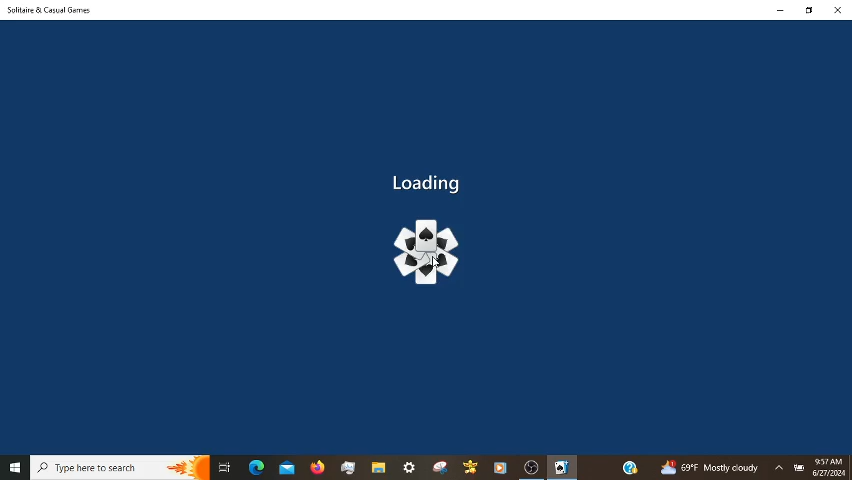 Solitaire & Casual Games
Loading
Type here to search
69°F Mostly cloudy
9:57 AM
6/27/2024